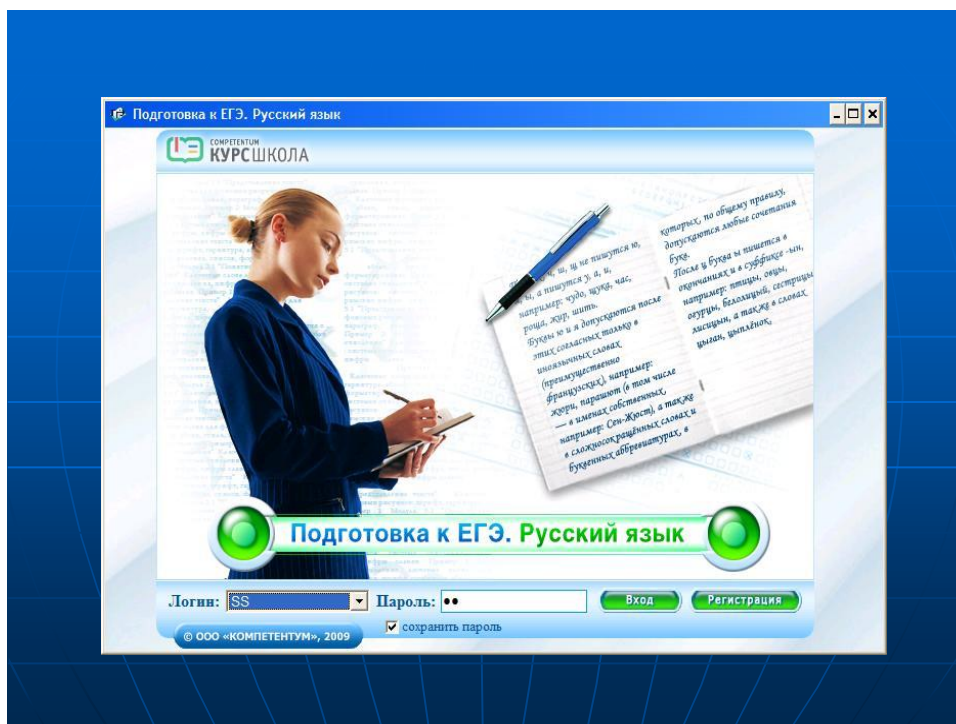 Подготовка к ЕГЭ. Русский язык
COMPETENTUM
КУРСШКОЛА
ш, щ не пишутся ю,
ы, а пишутся у, а, и,
например: чудо, щука, час,
роща, жир, шить.
Буквы ю и я допускаются после
этих согласных только в
иноязычных словах
(преимущественно
французских), например:
жюри, парашют (в том числе
— в именах собственных,
например: Сен-Жюст), а также
в сложносокращённых словах и
буквенных аббревиатурах, в
которых, по общему правилу,
допускаются любые сочетания
букв.
После ц буква ы пишется в
окончаниях и в суффиксе -ын,
например: птицы, овцы,
огурцы, белолицый, сестрицын,
лисицын, а также в словах
цыган, цыплёнок,
Подготовка к ЕГЭ. Русский язык
Логин: SS Пароль: Вход Регистрация
сохранить пароль
© ООО «КОМПЕТЕНТУМ», 2009